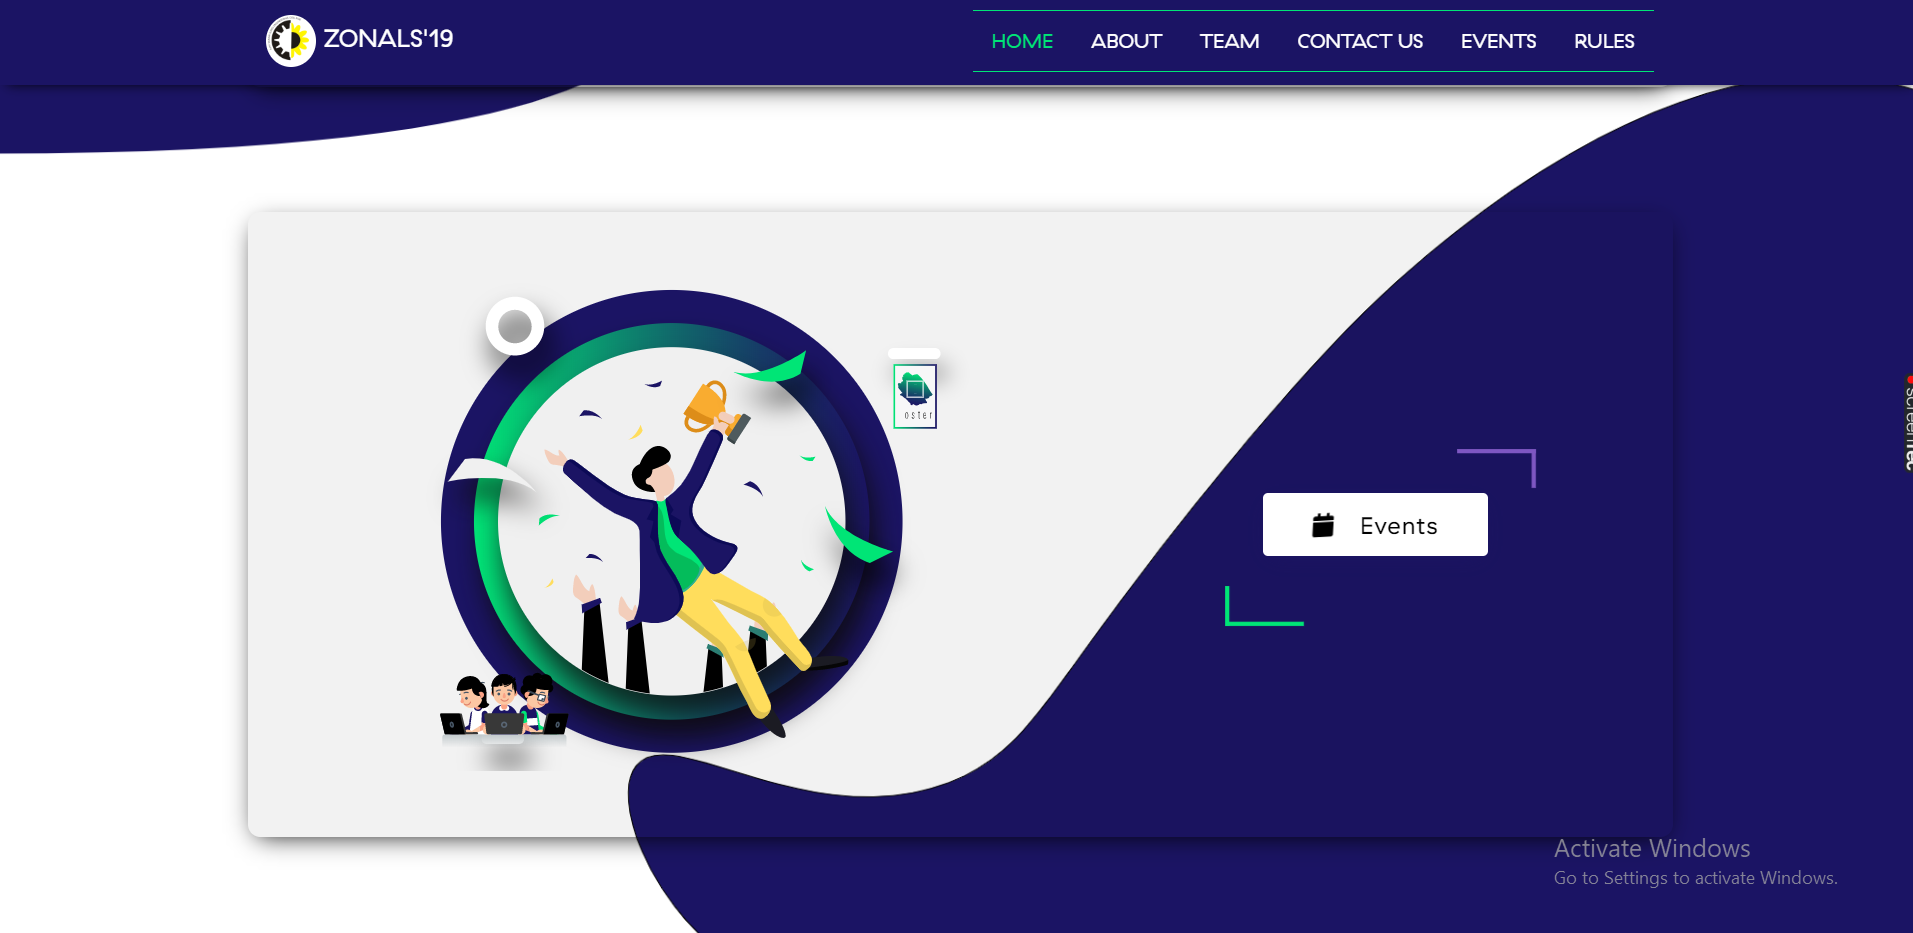 ZONALS'19
HOME ABOUT TEAM CONTACT US EVENTS RULES
oster
Events
Activate Windows
Go to Settings to activate Windows.